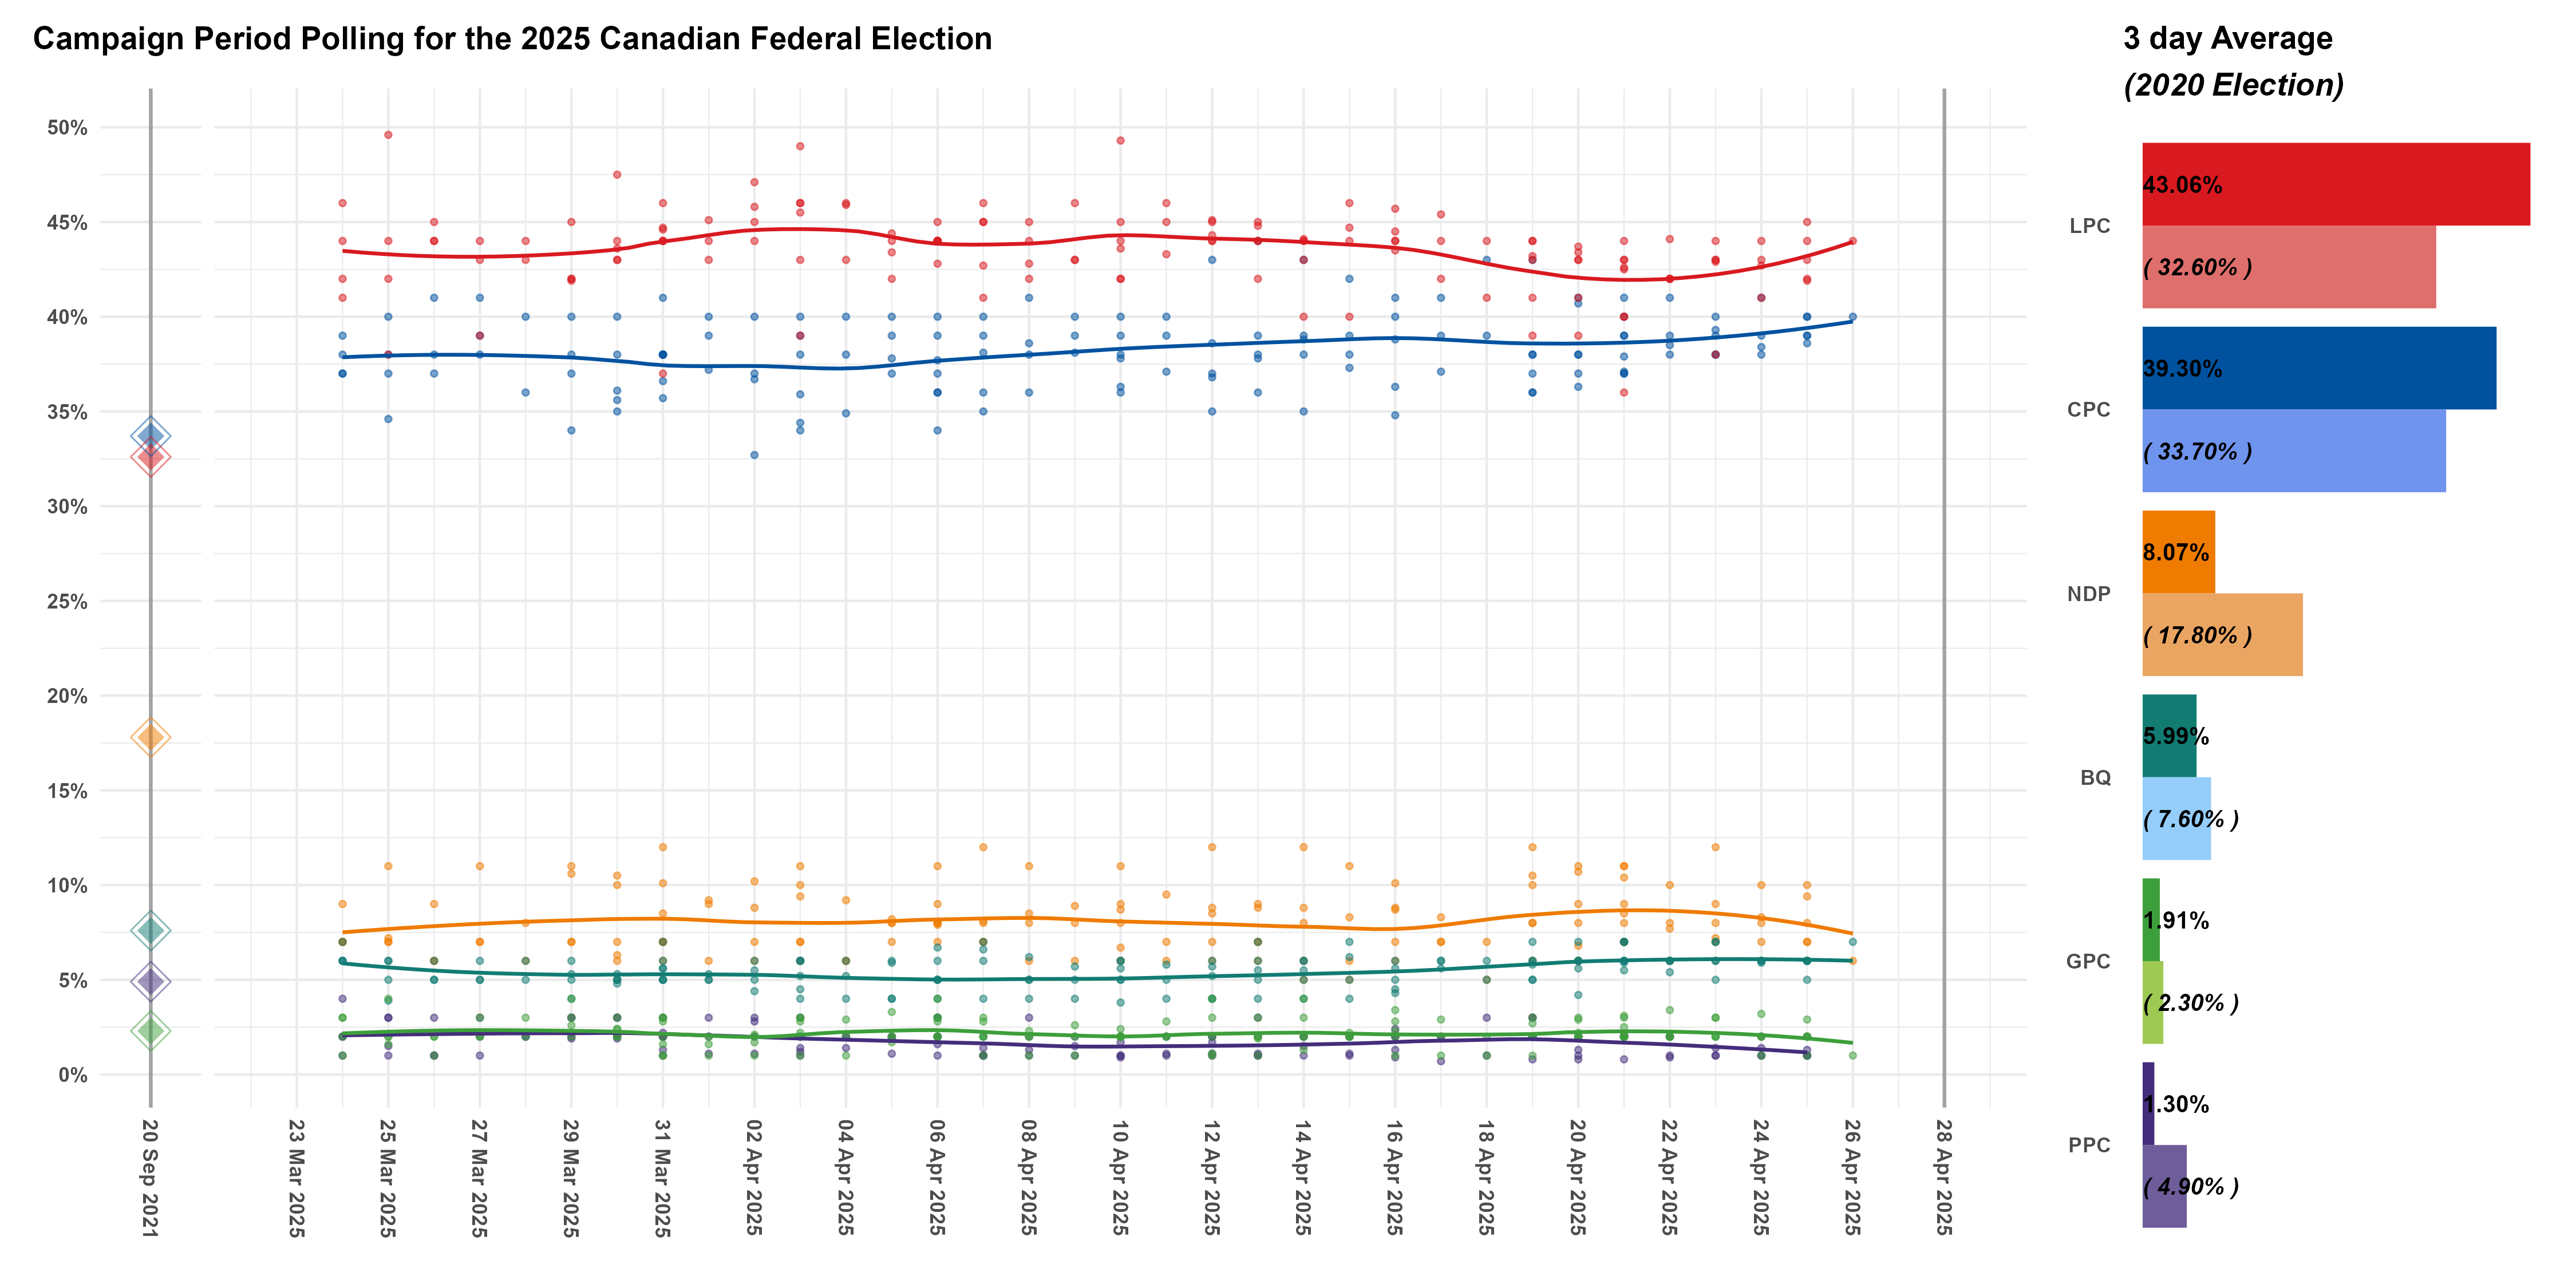 Campaign Period Polling for the 2025 Canadian Federal Election
50%
45%
40%
35%
30%
25%
20%
15%
10%
5%
0%
20 Sep 2021
23 Mar 2025
25 Mar 2025
27 Mar 2025
29 Mar 2025
31 Mar 2025
02 Apr 2025
04 Apr 2025
06 Apr 2025
08 Apr 2025
10 Apr 2025
12 Apr 2025
14 Apr 2025
16 Apr 2025
18 Apr 2025
20 Apr 2025
22 Apr 2025
24 Apr 2025
26 Apr 2025
28 Apr 2025
3 day Average
(2020 Election)
LPC
43.06%
( 32.60% )
CPC
39.30%
( 33.70% )
NDP
8.07%
( 17.80% )
BQ
5.99%
( 7.60% )
GPC
1.91%
( 2.30% )
PPC
1.30%
( 4.90% )